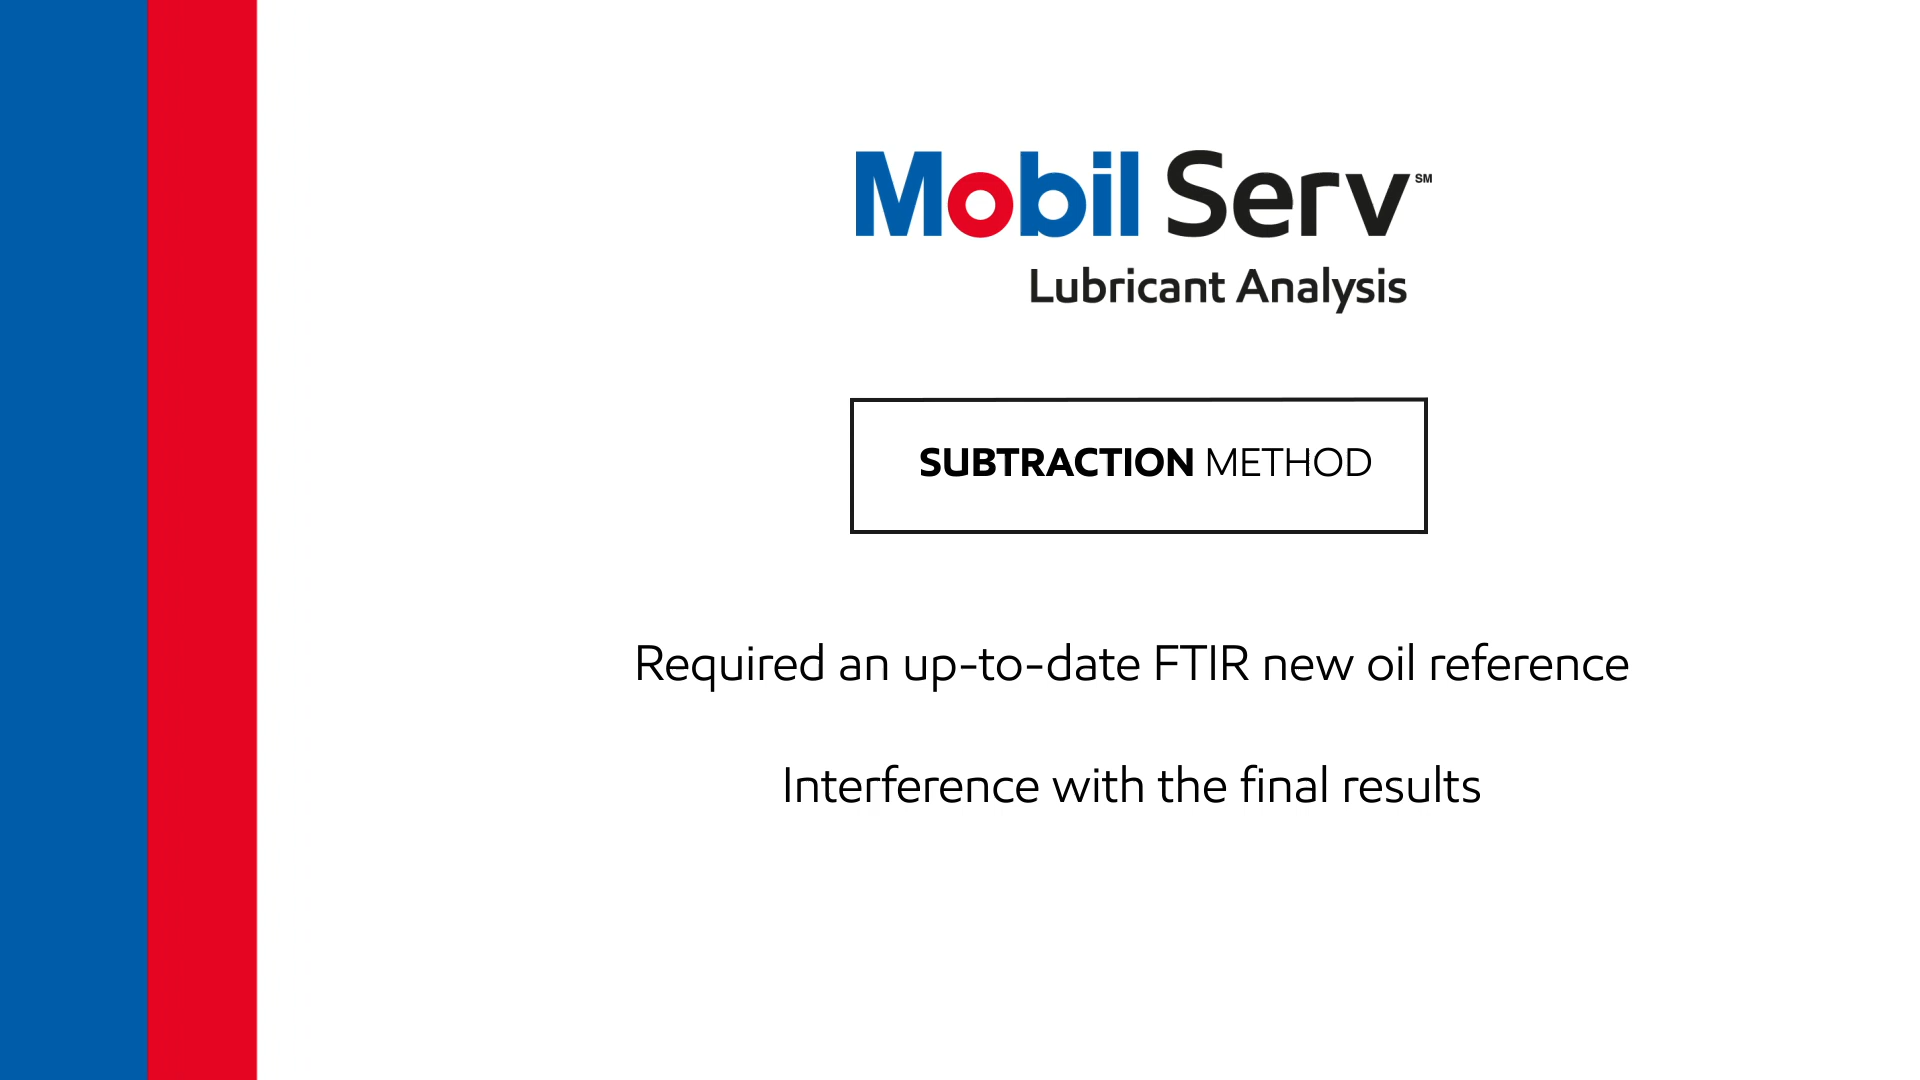 Mobil Serv℠
Lubricant Analysis
SUBTRACTION METHOD
Required an up-to-date FTIR new oil reference
Interference with the final results